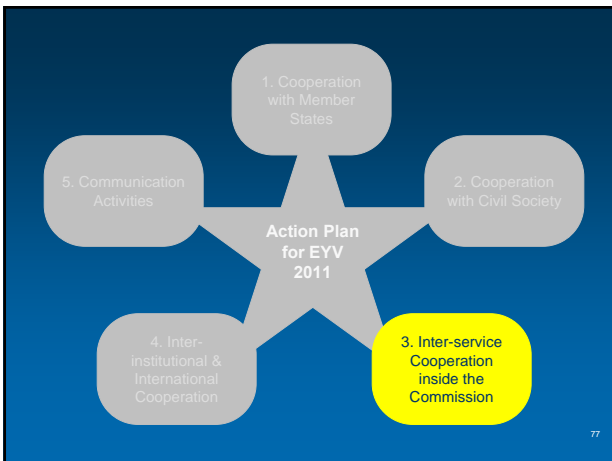 1. Cooperation
with Member
States
5. Communication
Activities
2. Cooperation
with Civil Society
Action Plan
for EYV
2011
4. Inter-
institutional &
International
Cooperation
3. Inter-service
Cooperation
inside the
Commission
77